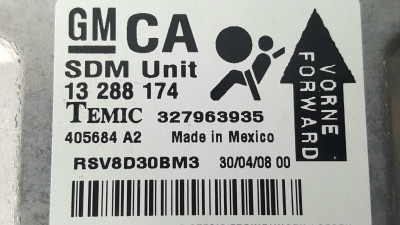 GM CA
SDM Unit
13 288 174
TEMIC 327963935
405684 A2 Made in Mexico
RSV8D30BM3 30/04/08 00
VORNE
FORWARD